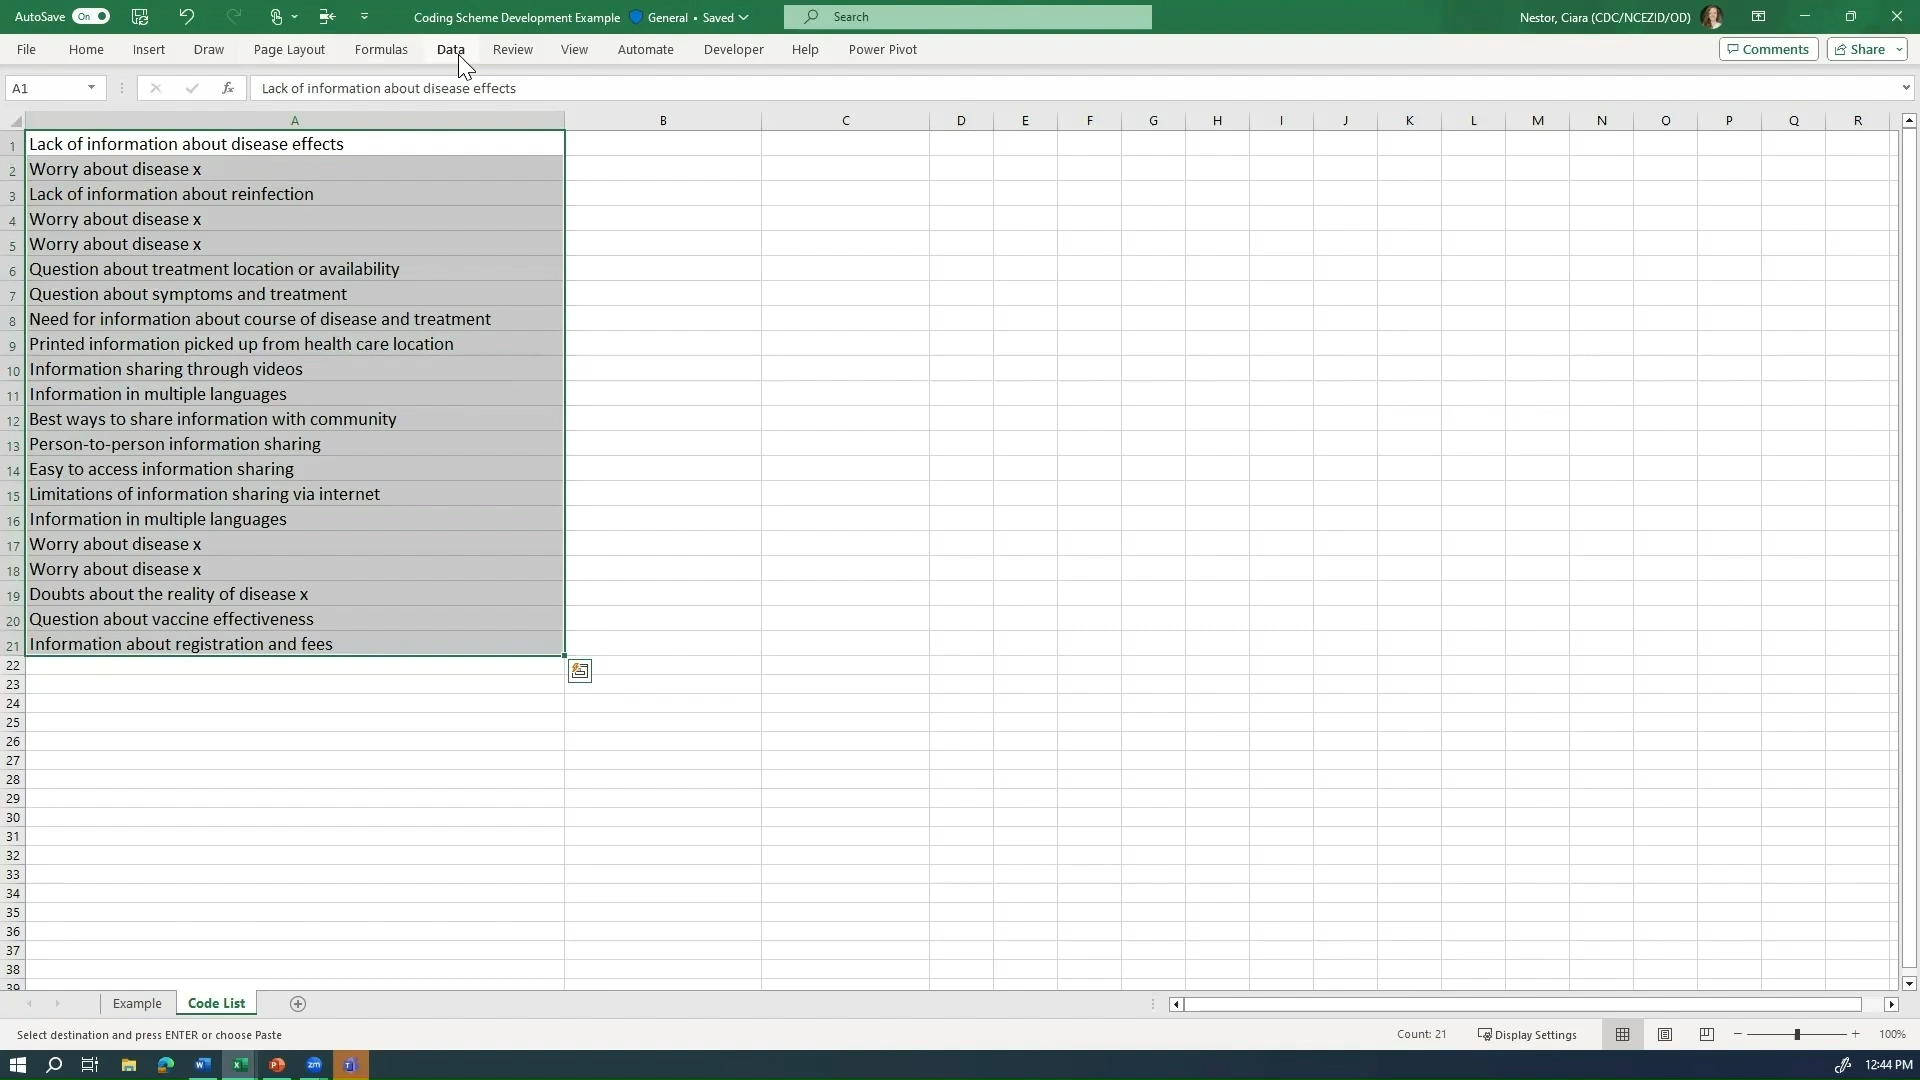 AutoSave On Coding Scheme Development Example General • Saved Search Nestor, Ciara (CDC/NCEZID/OD)
File Home Insert Draw Page Layout Formulas Data Review View Automate Developer Help Power Pivot Comments Share
A1 fx Lack of information about disease effects
A B C D E F G H I J K L M N O P Q R
1 Lack of information about disease effects
2 Worry about disease x
3 Lack of information about reinfection
4 Worry about disease x
5 Worry about disease x
6 Question about treatment location or availability
7 Question about symptoms and treatment
8 Need for information about course of disease and treatment
9 Printed information picked up from health care location
10 Information sharing through videos
11 Information in multiple languages
12 Best ways to share information with community
13 Person-to-person information sharing
14 Easy to access information sharing
15 Limitations of information sharing via internet
16 Information in multiple languages
17 Worry about disease x
18 Worry about disease x
19 Doubts about the reality of disease x
20 Question about vaccine effectiveness
21 Information about registration and fees
22
23
24
25
26
27
28
29
30
31
32
33
34
35
36
37
38
39
Example Code List
Select destination and press ENTER or choose Paste Count: 21 Display Settings 100%
12:44 PM